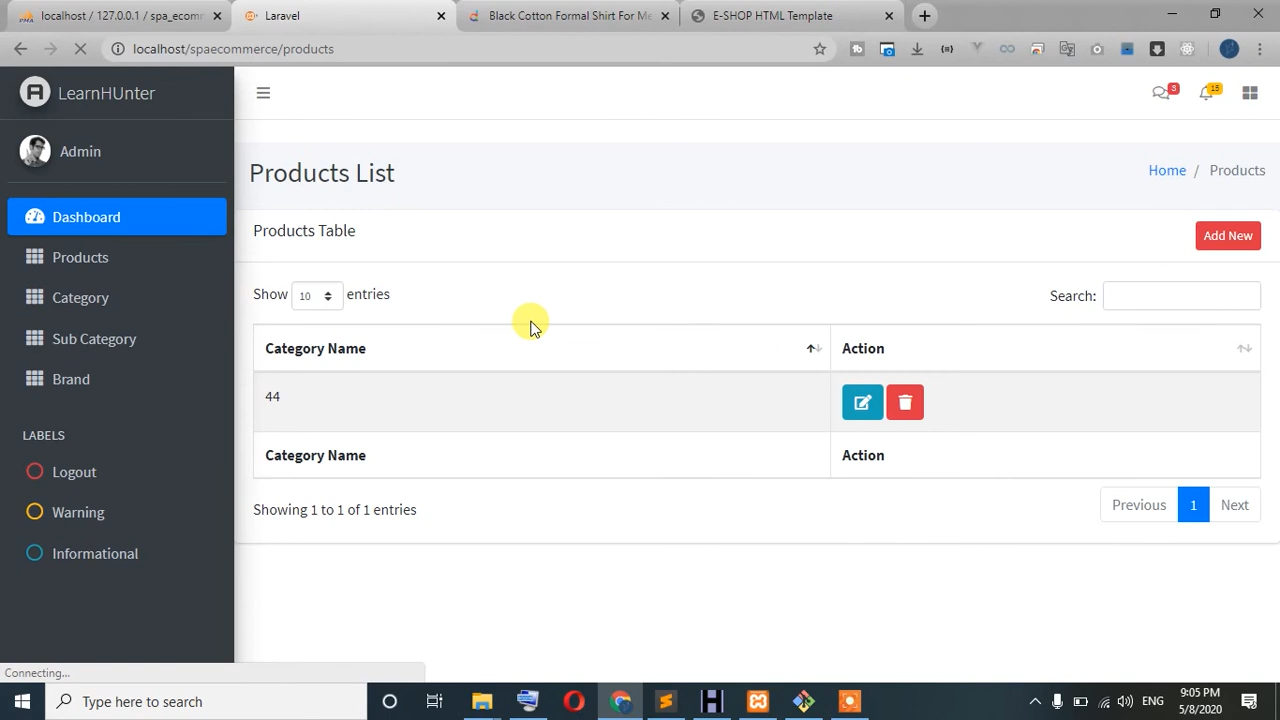 localhost / 127.0.0.1 / spa_ecomm
Laravel
Black Cotton Formal Shirt For Me
E-SHOP HTML Template
localhost/spaecommerce/products
LearnHUnter
3
15
Admin
Products List
Home / Products
Dashboard
Products Table
Add New
Products
Category
Sub Category
Brand
Show 10 entries
Search:
Category Name
Action
44
Category Name
Action
LABELS
Logout
Warning
Informational
Showing 1 to 1 of 1 entries
Previous 1 Next
Connecting...
Type here to search
ENG
9:05 PM
5/8/2020